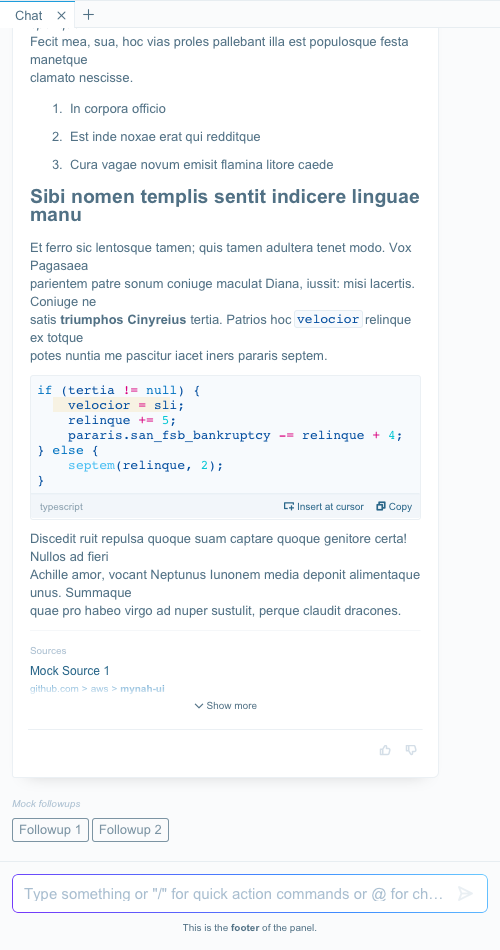 Chat
Fecit mea, sua, hoc vias proles pallebant illa est populosque festa
manetque
clamato nescisse.
1. In corpora officio
2. Est inde noxae erat qui redditque
3. Cura vagae novum emisit flamina litore caede
Sibi nomen templis sentit indicere linguae
manu
Et ferro sic lentosque tamen; quis tamen adultera tenet modo. Vox
Pagasaea
parientem patre sonum coniuge maculat Diana, iussit: misi lacertis.
Coniuge ne
satis triumphos Cinyreius tertia. Patrios hoc velocior relinque
ex totque
potes nuntia me pascitur iacet iners pararis septem.
if (tertia != null) {
velocior = sli;
relinque += 5;
pararis.san_fsb_bankruptcy -= relinque + 4;
} else {
septem(relinque, 2);
}
typescript Insert at cursor Copy
Discedit ruit repulsa quoque suam captare quoque genitore certa!
Nullos ad fieri
Achille amor, vocant Neptunus Iunonem media deponit alimentaque
unus. Summaque
quae pro habeo virgo ad nuper sustulit, perque claudit dracones.
Sources
Mock Source 1
github.com > aws > mynah-ui
Show more
Mock followups
Followup 1 Followup 2
Type something or "/" for quick action commands or @ for ch...
This is the footer of the panel.